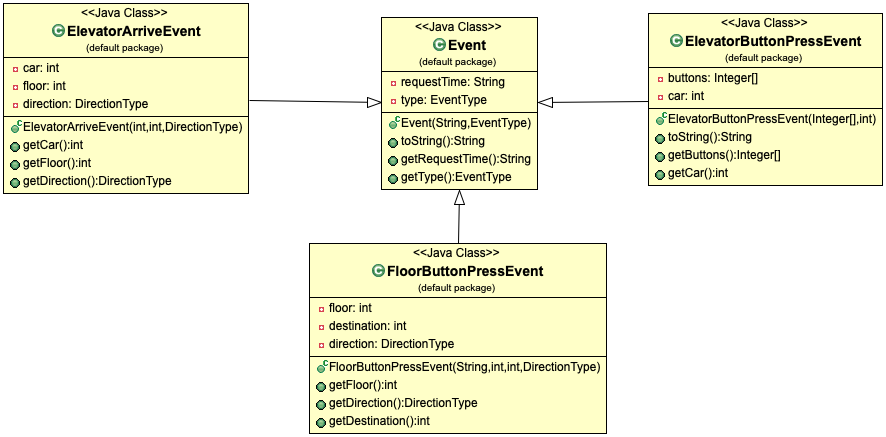 <<Java Class>>
ElevatorArriveEvent
(default package)
car: int
floor: int
direction: DirectionType
ElevatorArriveEvent(int,int,DirectionType)
getCar():int
getFloor():int
getDirection():DirectionType
<<Java Class>>
Event
(default package)
requestTime: String
type: EventType
Event(String,EventType)
toString():String
getRequestTime():String
getType():EventType
<<Java Class>>
ElevatorButtonPressEvent
(default package)
buttons: Integer[]
car: int
ElevatorButtonPressEvent(Integer[],int)
toString():String
getButtons():Integer[]
getCar():int
<<Java Class>>
FloorButtonPressEvent
(default package)
floor: int
destination: int
direction: DirectionType
FloorButtonPressEvent(String,int,int,DirectionType)
getFloor():int
getDirection():DirectionType
getDestination():int